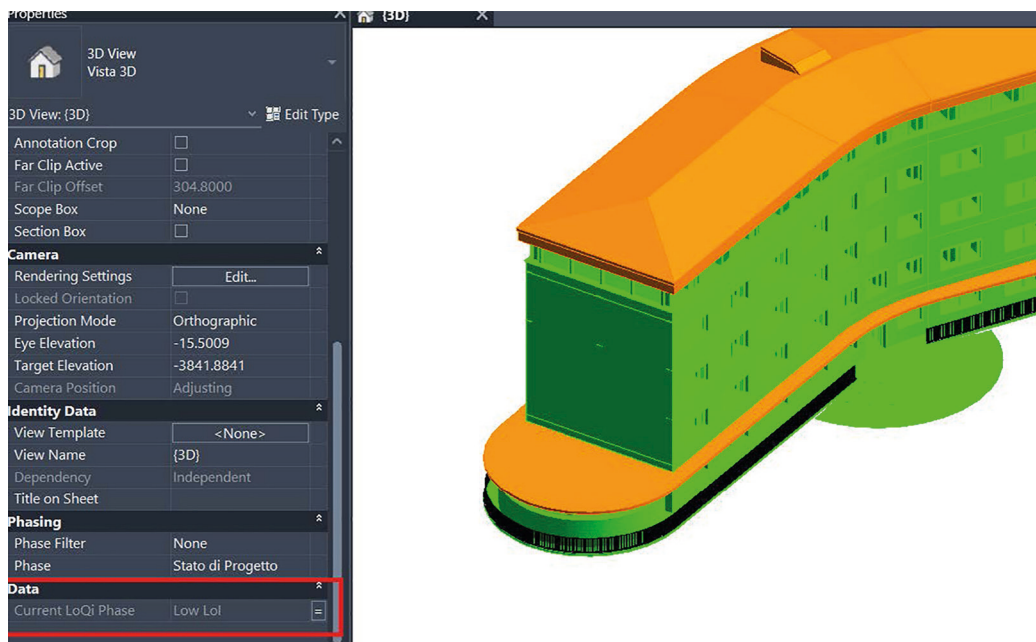 Properties
{3D}
3D View
Vista 3D
3D View: {3D} Edit Type
Annotation Crop
Far Clip Active
Far Clip Offset 304.8000
Scope Box None
Section Box
Camera
Rendering Settings Edit...
Locked Orientation
Projection Mode Orthographic
Eye Elevation -15.5009
Target Elevation -3841.8841
Camera Position Adjusting
Identity Data
View Template <None>
View Name {3D}
Dependency Independent
Title on Sheet
Phasing
Phase Filter None
Phase Stato di Progetto
Data
Current LoQi Phase Low LoI =